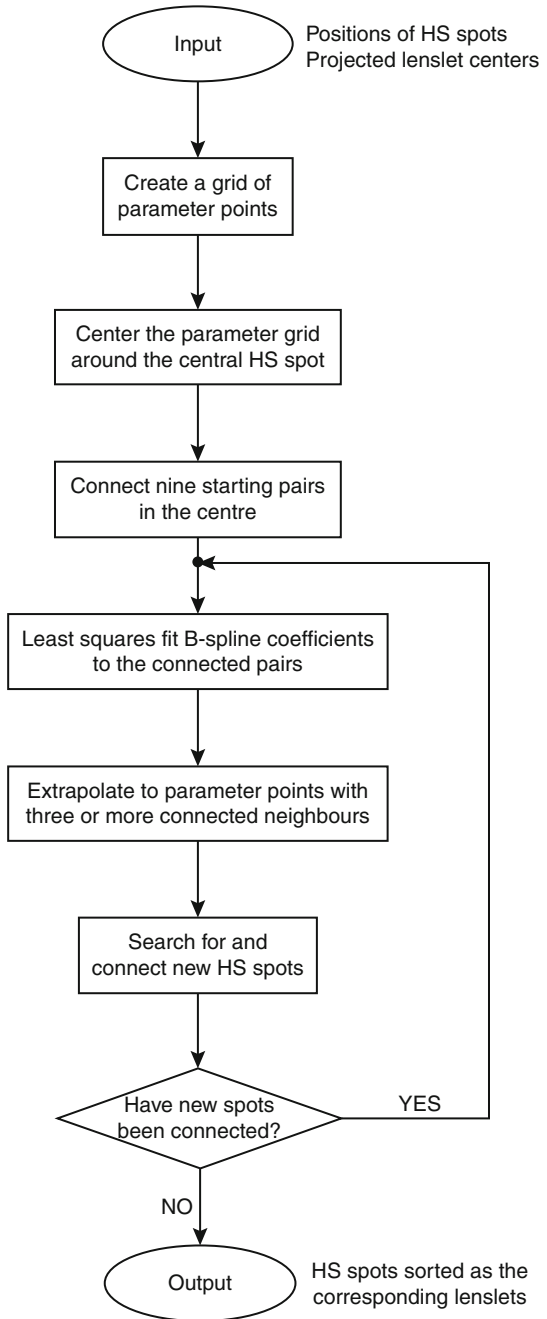 Input
Positions of HS spots
Projected lenslet centers
Create a grid of
parameter points
Center the parameter grid
around the central HS spot
Connect nine starting pairs
in the centre
Least squares fit B-spline coefficients
to the connected pairs
Extrapolate to parameter points with
three or more connected neighbours
Search for and
connect new HS spots
Have new spots
been connected?
YES
NO
Output
HS spots sorted as the
corresponding lenslets